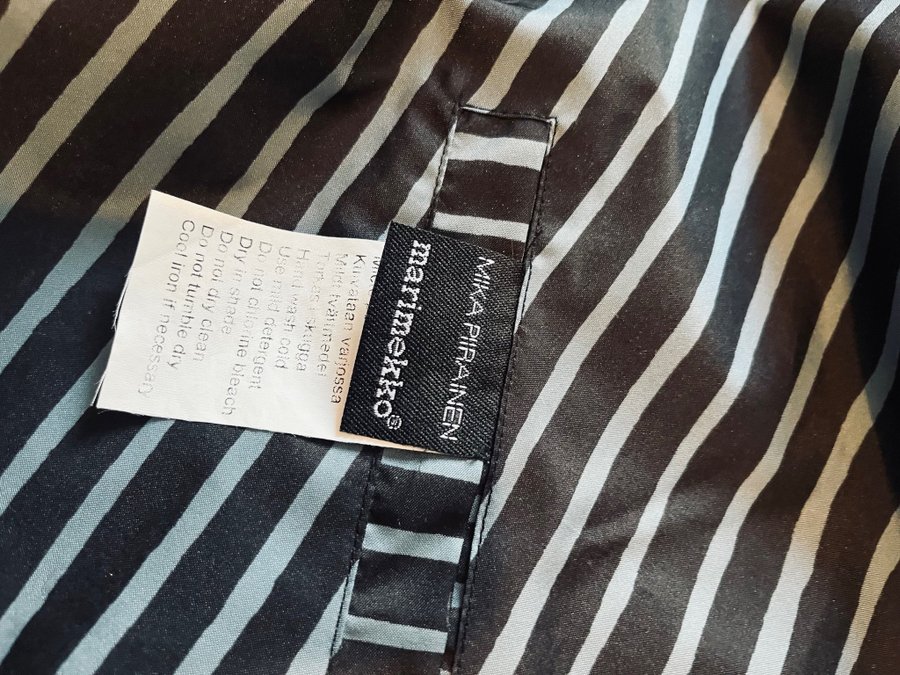 MIKA PIIRAINEN
marimekko®
Kuivataan varjossa
Hand wash cold
Use mild detergent
Do not chlorine bleach
Dry in shade
Do not dry clean
Do not tumble dry
Cool iron if necessary